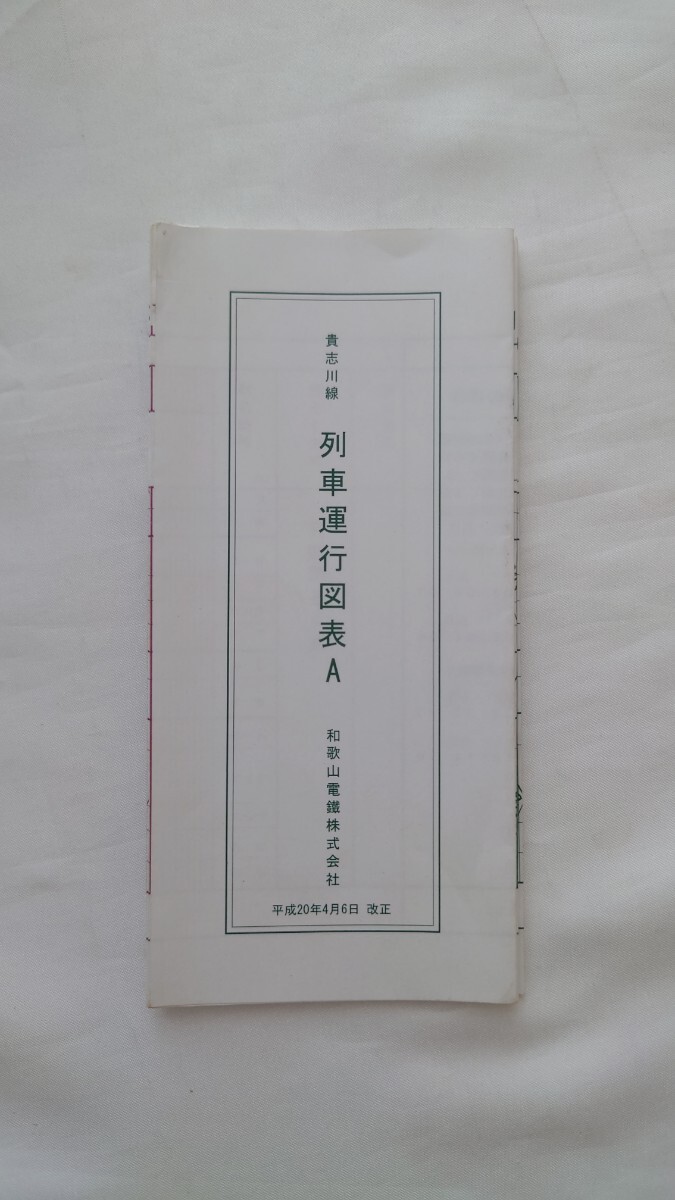 貴志川線
列車運行図表A
和歌山電鐵株式会社
平成20年4月6日 改正